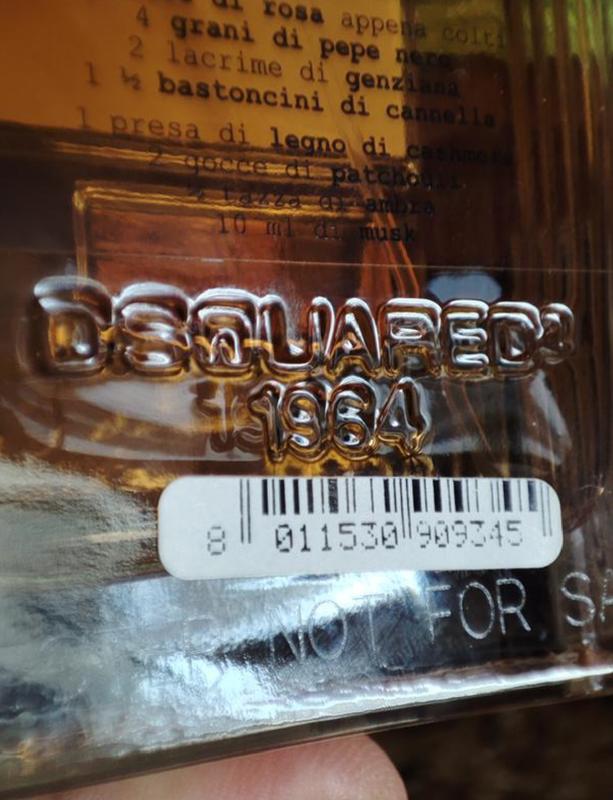 di rosa appena colti
4 grani di pepe nero
2 lacrime di genziana
1 ½ bastoncini di cannella
1 presa di legno di cashmere
2 gocce di patchouli
¼ tazza di ambra
10 ml di musk
DSQUARED2
1964
8 011530 909345
NOT FOR SA